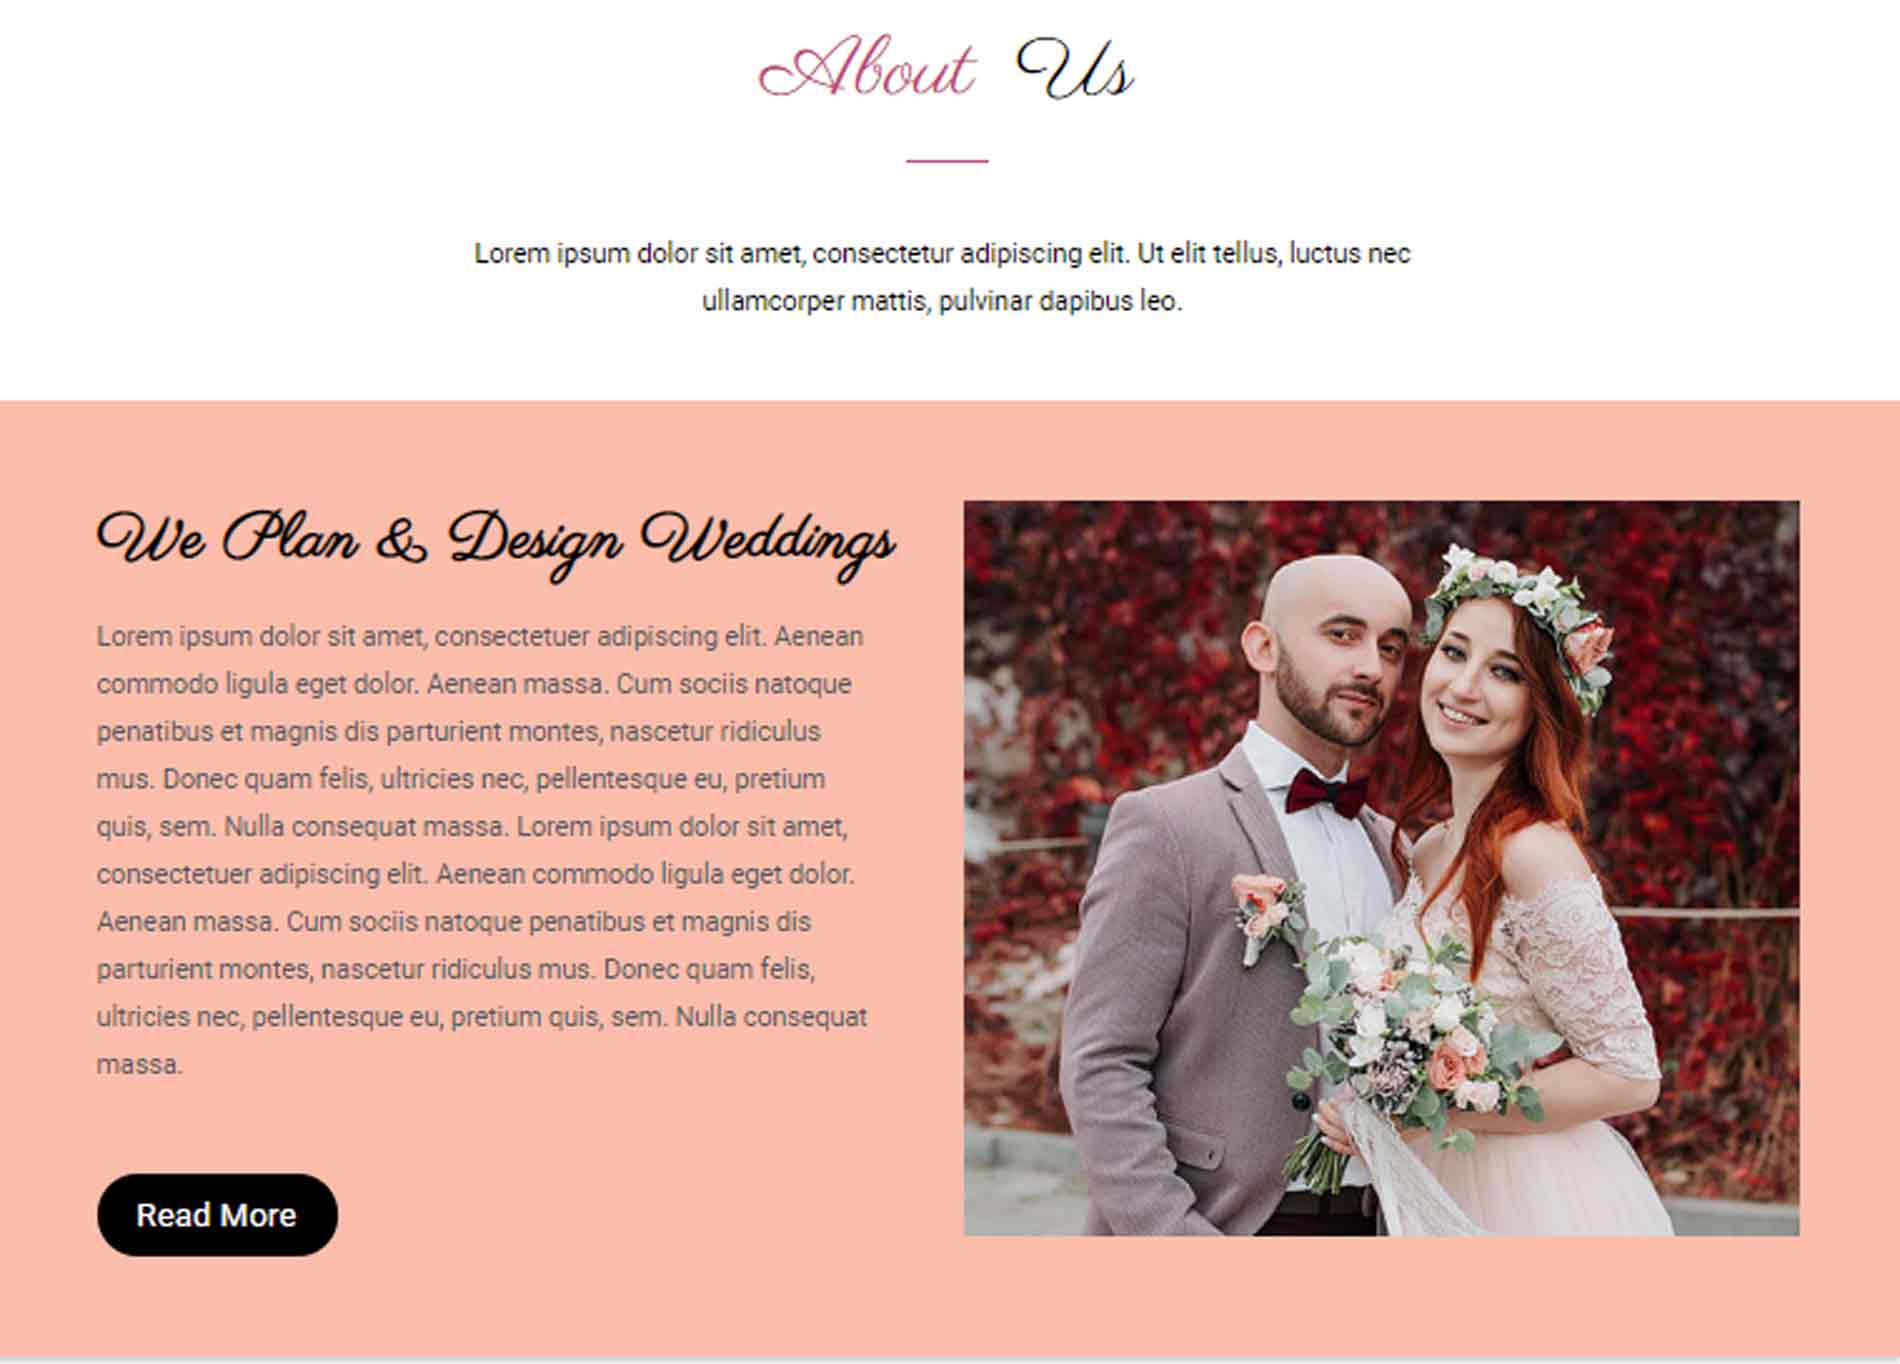 About Us
Lorem ipsum dolor sit amet, consectetur adipiscing elit. Ut elit tellus, luctus nec
ullamcorper mattis, pulvinar dapibus leo.
We Plan & Design Weddings
Lorem ipsum dolor sit amet, consectetuer adipiscing elit. Aenean
commodo ligula eget dolor. Aenean massa. Cum sociis natoque
penatibus et magnis dis parturient montes, nascetur ridiculus
mus. Donec quam felis, ultricies nec, pellentesque eu, pretium
quis, sem. Nulla consequat massa. Lorem ipsum dolor sit amet,
consectetuer adipiscing elit. Aenean commodo ligula eget dolor.
Aenean massa. Cum sociis natoque penatibus et magnis dis
parturient montes, nascetur ridiculus mus. Donec quam felis,
ultricies nec, pellentesque eu, pretium quis, sem. Nulla consequat
massa.
Read More